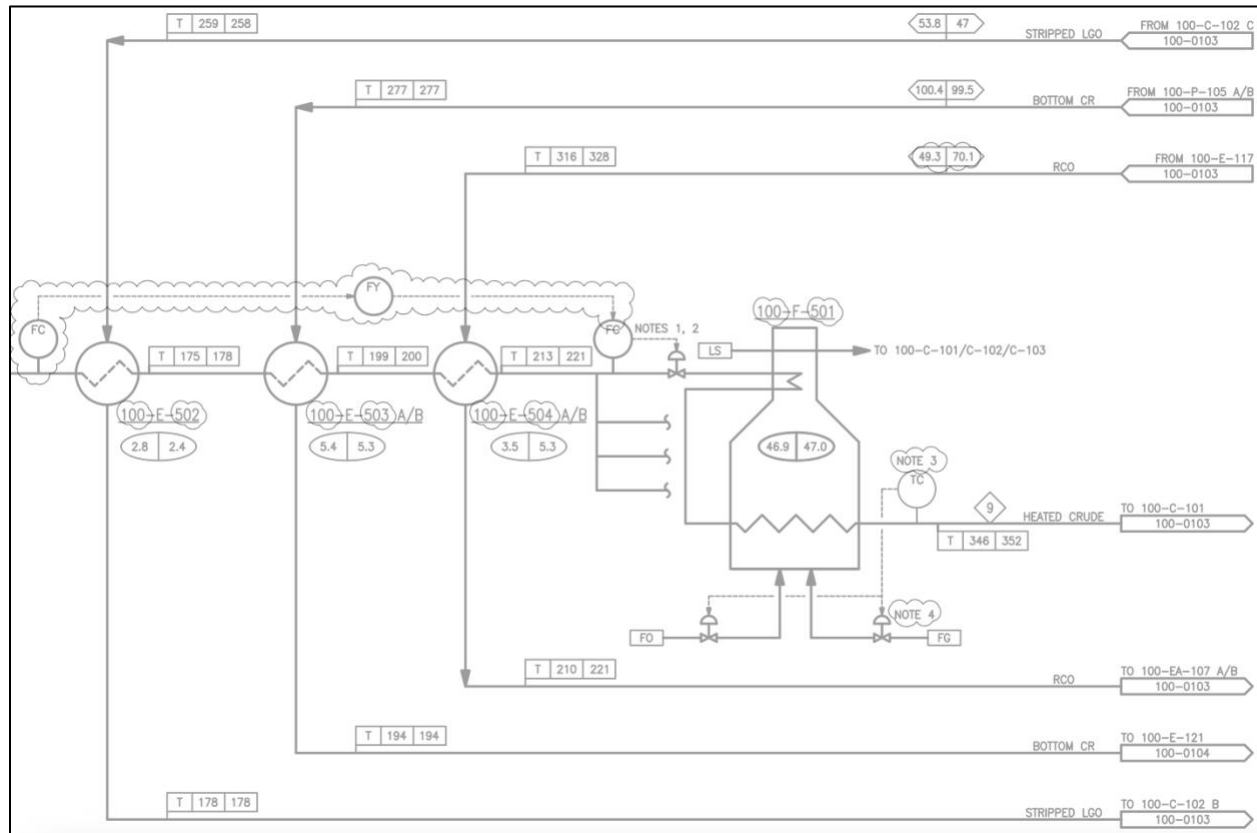 T 259 258
53.8 47
STRIPPED LGO
FROM 100-C-102 C
100-0103
T 277 277
100.4 99.5
BOTTOM CR
FROM 100-P-105 A/B
100-0103
T 316 328
49.3 70.1
RCO
FROM 100-E-117
100-0103
FY
FC
FC
NOTES 1, 2
100-F-501
LS
TO 100-C-101/C-102/C-103
T 175 178
T 199 200
T 213 221
100-E-502
100-E-503 A/B
100-E-504 A/B
2.8 2.4
5.4 5.3
3.5 5.3
46.9 47.0
NOTE 3
TC
9
HEATED CRUDE
TO 100-C-101
100-0103
T 346 352
NOTE 4
FO
FG
T 210 221
RCO
TO 100-EA-107 A/B
100-0103
T 194 194
BOTTOM CR
TO 100-E-121
100-0104
T 178 178
STRIPPED LGO
TO 100-C-102 B
100-0103